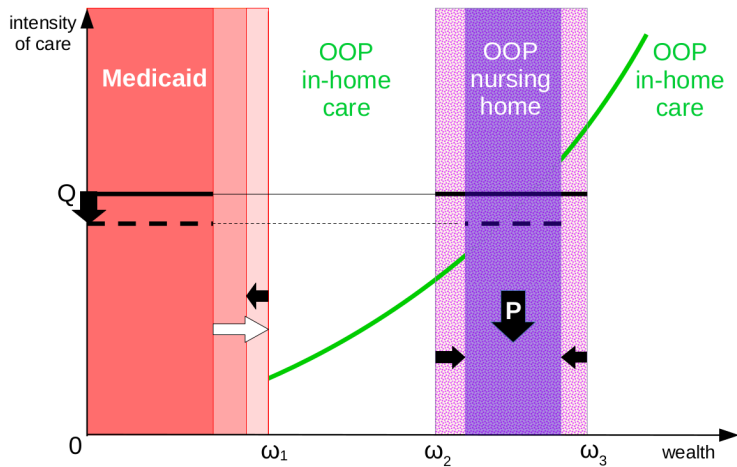 intensity
of care
Medicaid
OOP
in-home
care
OOP
nursing
home
OOP
in-home
care
Q
P
0
ω1
ω2
ω3
wealth